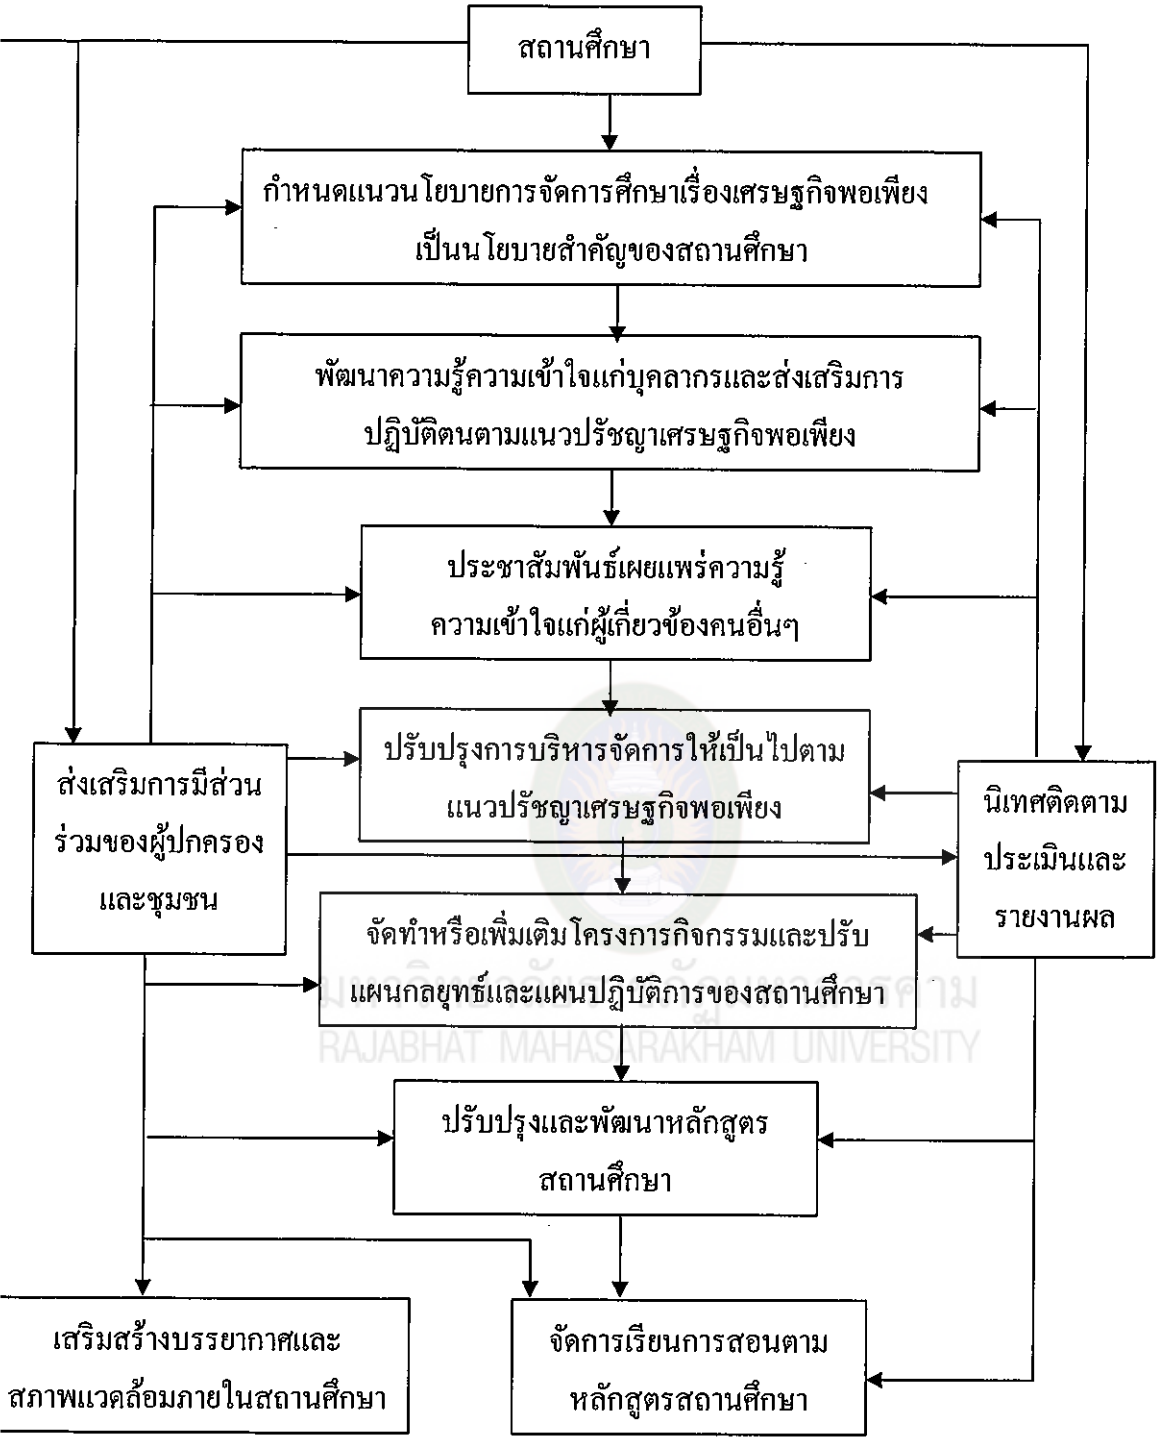 สถานศึกษา
กำหนดแนวนโยบายการจัดการศึกษาเรื่องเศรษฐกิจพอเพียง
เป็นนโยบายสำคัญของสถานศึกษา
พัฒนาความรู้ความเข้าใจแก่บุคลากรและส่งเสริมการ
ปฏิบัติตนตามแนวปรัชญาเศรษฐกิจพอเพียง
ประชาสัมพันธ์เผยแพร่ความรู้
ความเข้าใจแก่ผู้เกี่ยวข้องคนอื่นๆ
ปรับปรุงการบริหารจัดการให้เป็นไปตาม
แนวปรัชญาเศรษฐกิจพอเพียง
ส่งเสริมการมีส่วน
ร่วมของผู้ปกครอง
และชุมชน
นิเทศติดตาม
ประเมินและ
รายงานผล
จัดทำหรือเพิ่มเติมโครงการกิจกรรมและปรับ
แผนกลยุทธ์และแผนปฏิบัติการของสถานศึกษา
มหาวิทยาลัยราชภัฏมหาสารคาม
RAJABHAT MAHASARAKHAM UNIVERSITY
ปรับปรุงและพัฒนาหลักสูตร
สถานศึกษา
เสริมสร้างบรรยากาศและ
สภาพแวดล้อมภายในสถานศึกษา
จัดการเรียนการสอนตาม
หลักสูตรสถานศึกษา